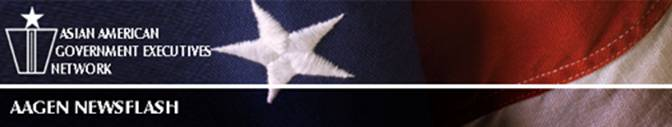 ASIAN AMERICAN
GOVERNMENT EXECUTIVES
NETWORK
AAGEN NEWSFLASH